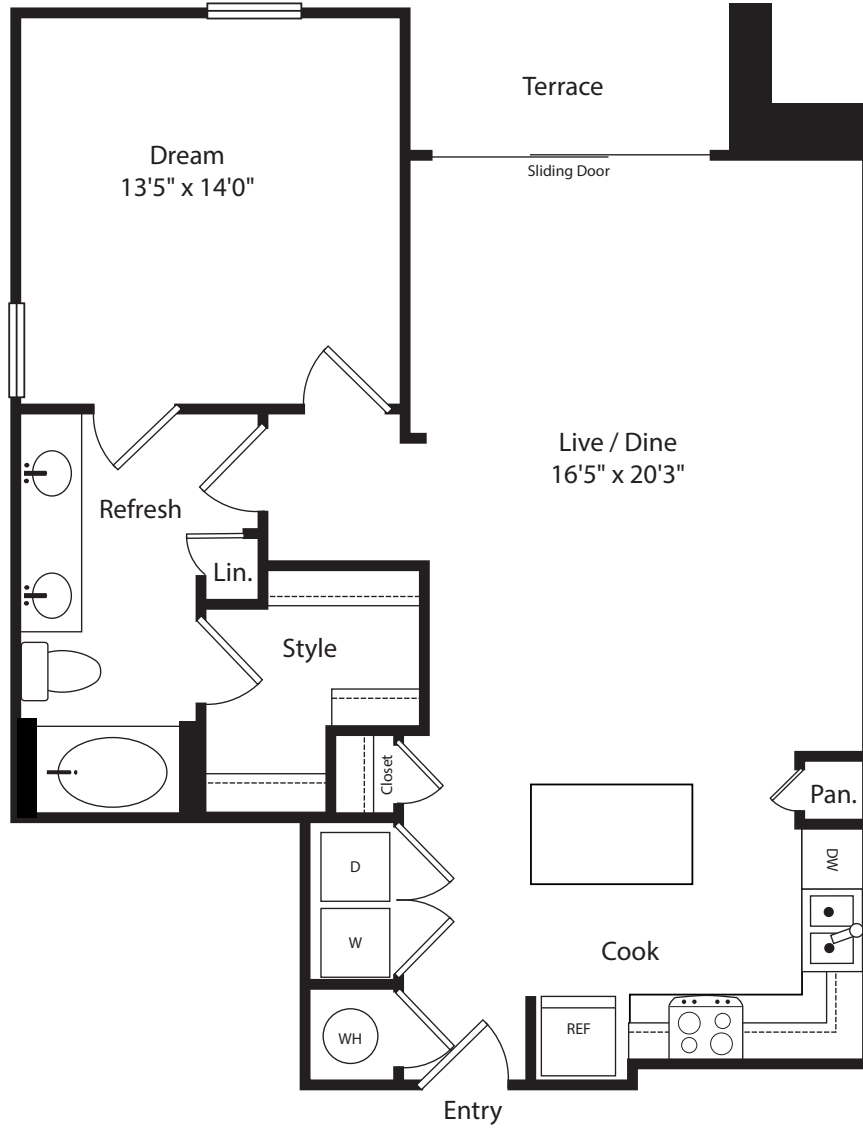 Terrace
Sliding Door
Dream
13'5" x 14'0"
Live / Dine
16'5" x 20'3"
Refresh
Lin.
Style
Closet
Pan.
DW
D
W
Cook
WH
REF
Entry